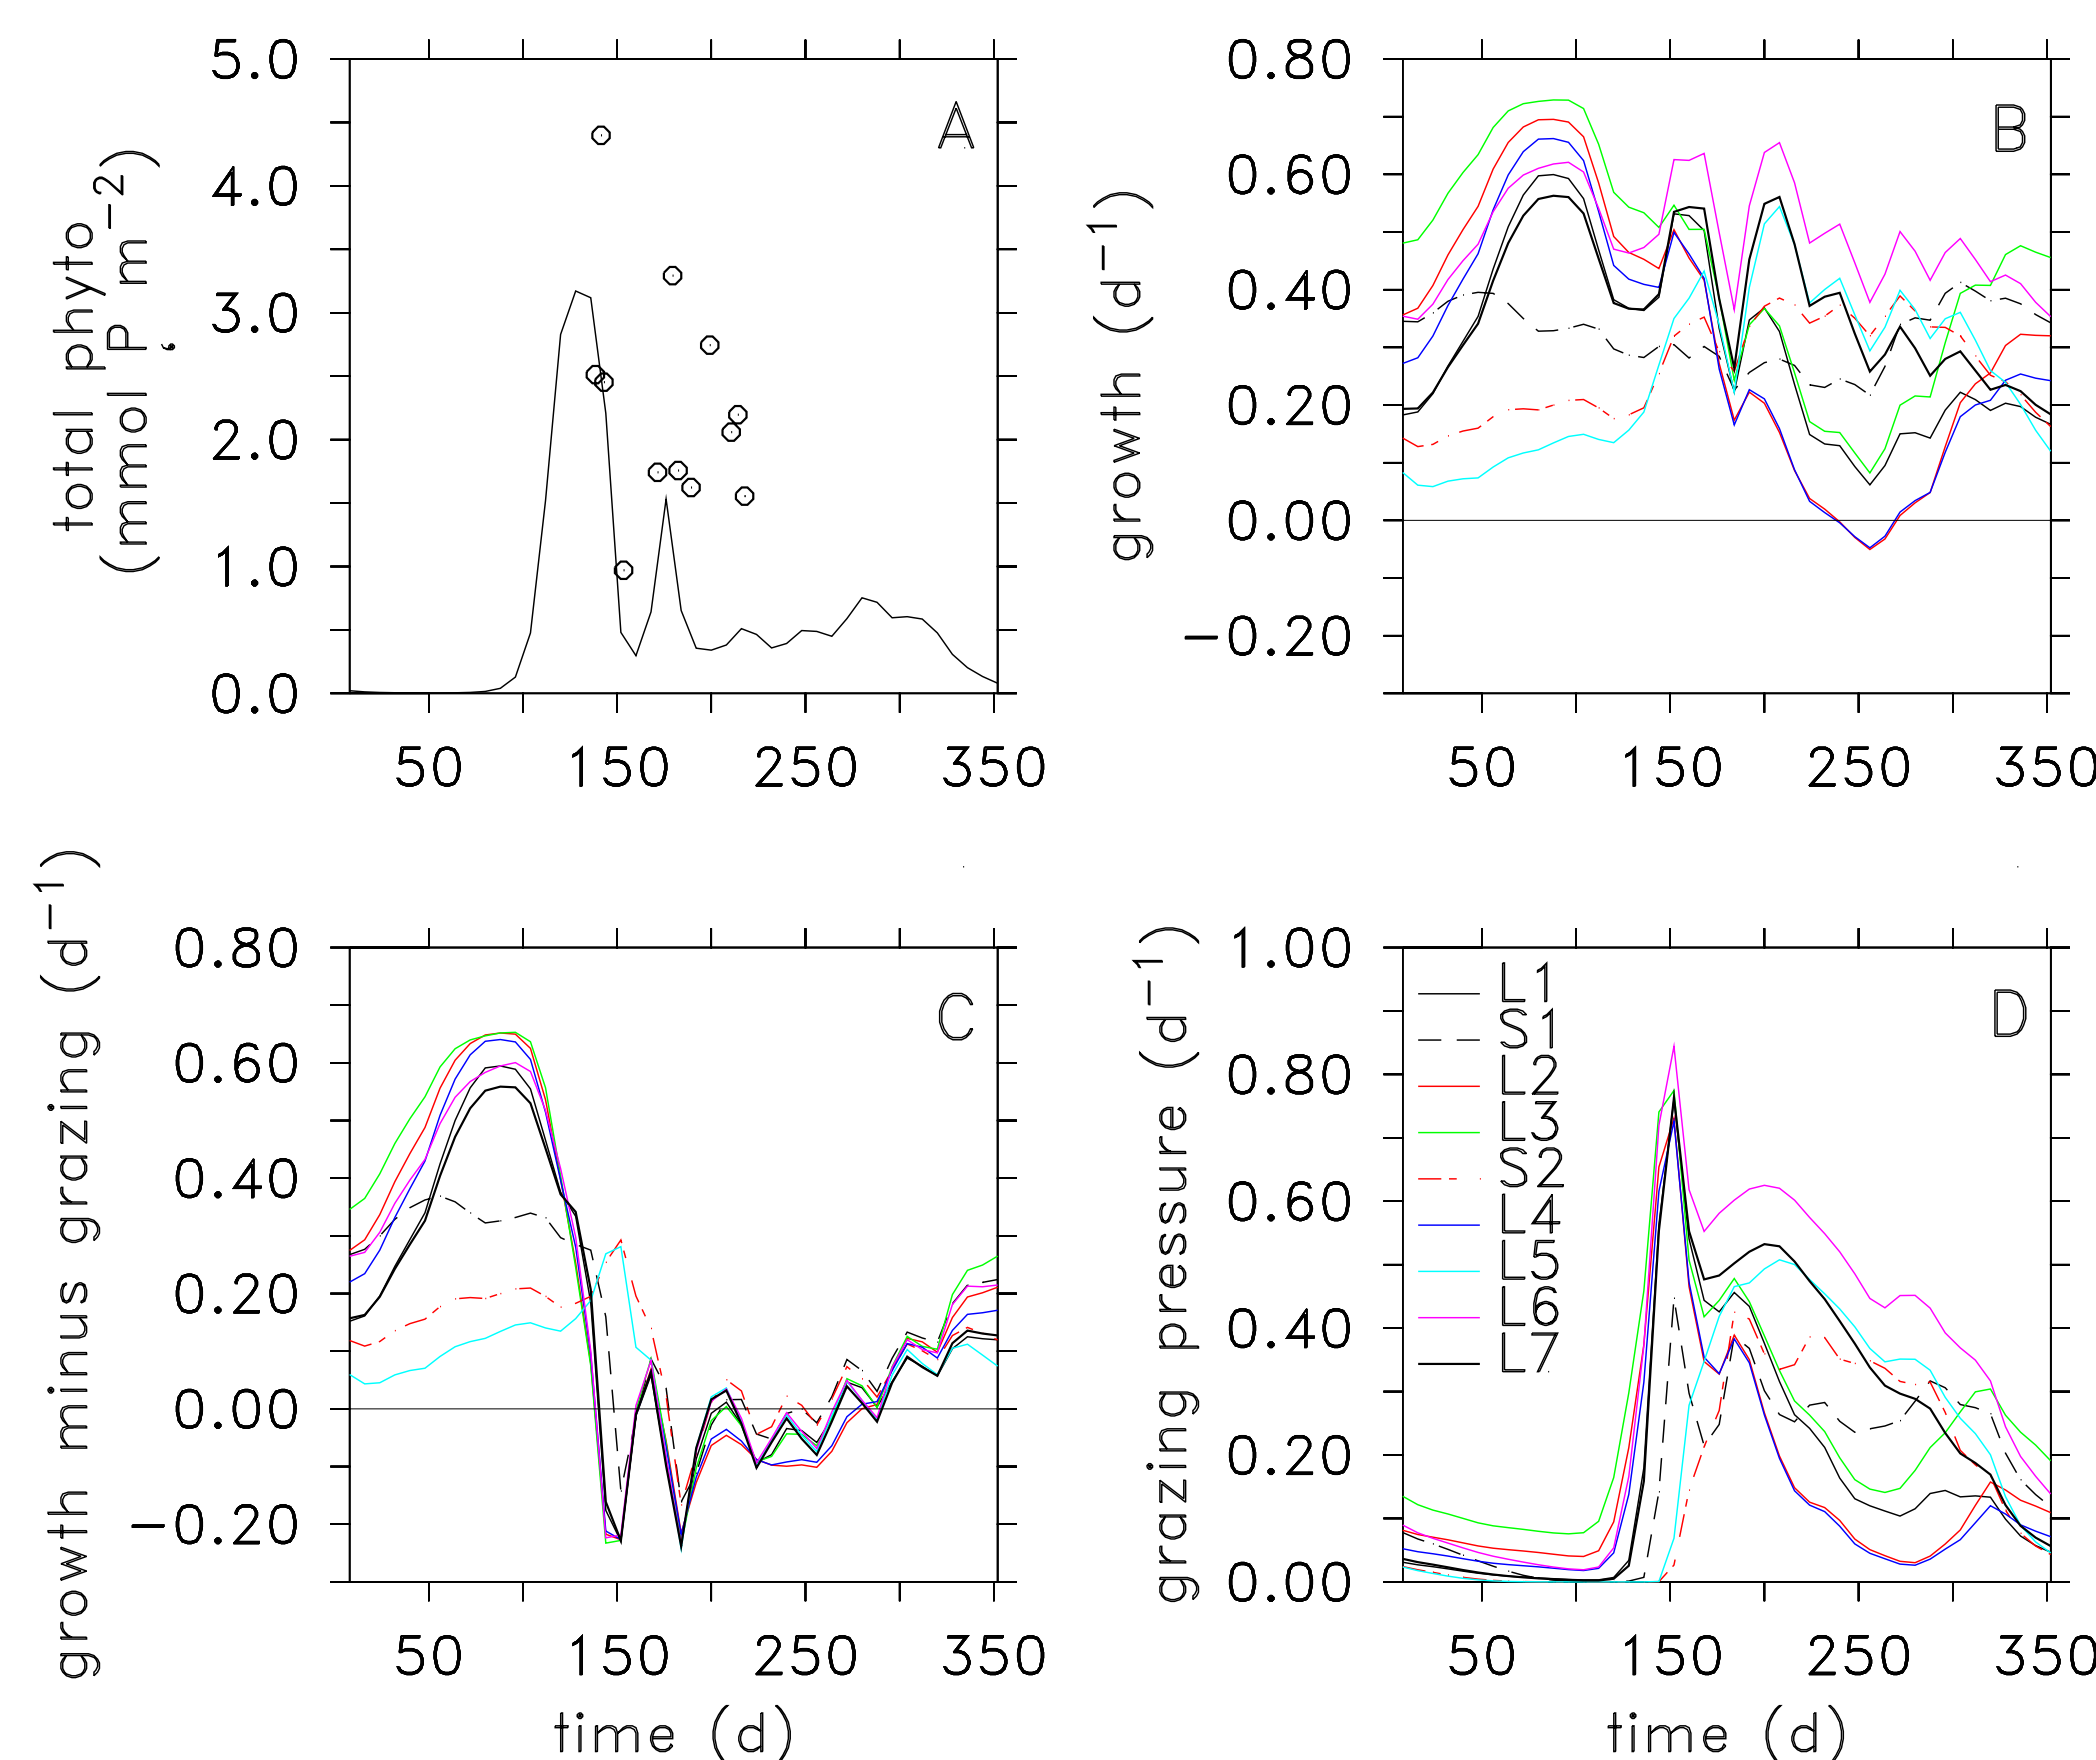 total phyto
(mmol P m−2)
5.0
4.0
3.0
2.0
1.0
0.0
A
50
150
250
350
growth (d−1)
0.80
0.60
0.40
0.20
0.00
−0.20
B
50
150
250
350
growth minus grazing (d−1)
0.80
0.60
0.40
0.20
0.00
−0.20
C
50
150
250
350
time (d)
grazing pressure (d−1)
1.00
0.80
0.60
0.40
0.20
0.00
L1
S1
L2
L3
S2
L4
L5
L6
L7
D
50
150
250
350
time (d)